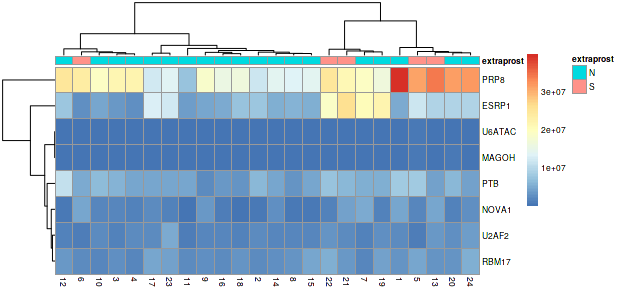 extraprost
PRP8
ESRP1
U6ATAC
MAGOH
PTB
NOVA1
U2AF2
RBM17
12 6 10 3 4 17 23 11 9 16 18 2 14 8 15 22 21 7 19 1 5 13 20 24
3e+07
2e+07
1e+07
extraprost
N
S